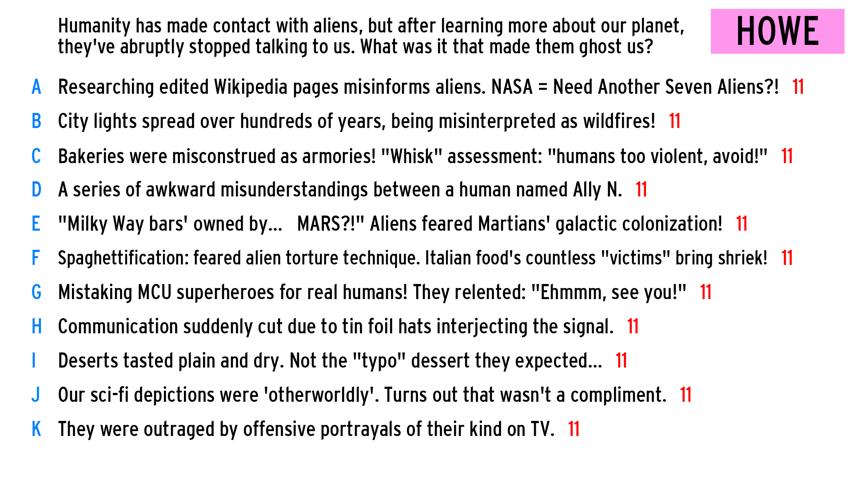 Humanity has made contact with aliens, but after learning more about our planet,
they've abruptly stopped talking to us. What was it that made them ghost us?
HOWE
A Researching edited Wikipedia pages misinforms aliens. NASA = Need Another Seven Aliens?! 11
B City lights spread over hundreds of years, being misinterpreted as wildfires! 11
C Bakeries were misconstrued as armories! "Whisk" assessment: "humans too violent, avoid!" 11
D A series of awkward misunderstandings between a human named Ally N. 11
E "Milky Way bars' owned by... MARS?!" Aliens feared Martians' galactic colonization! 11
F Spaghettification: feared alien torture technique. Italian food's countless "victims" bring shriek! 11
G Mistaking MCU superheroes for real humans! They relented: "Ehmmm, see you!" 11
H Communication suddenly cut due to tin foil hats interjecting the signal. 11
I Deserts tasted plain and dry. Not the "typo" dessert they expected... 11
J Our sci-fi depictions were 'otherworldly'. Turns out that wasn't a compliment. 11
K They were outraged by offensive portrayals of their kind on TV. 11